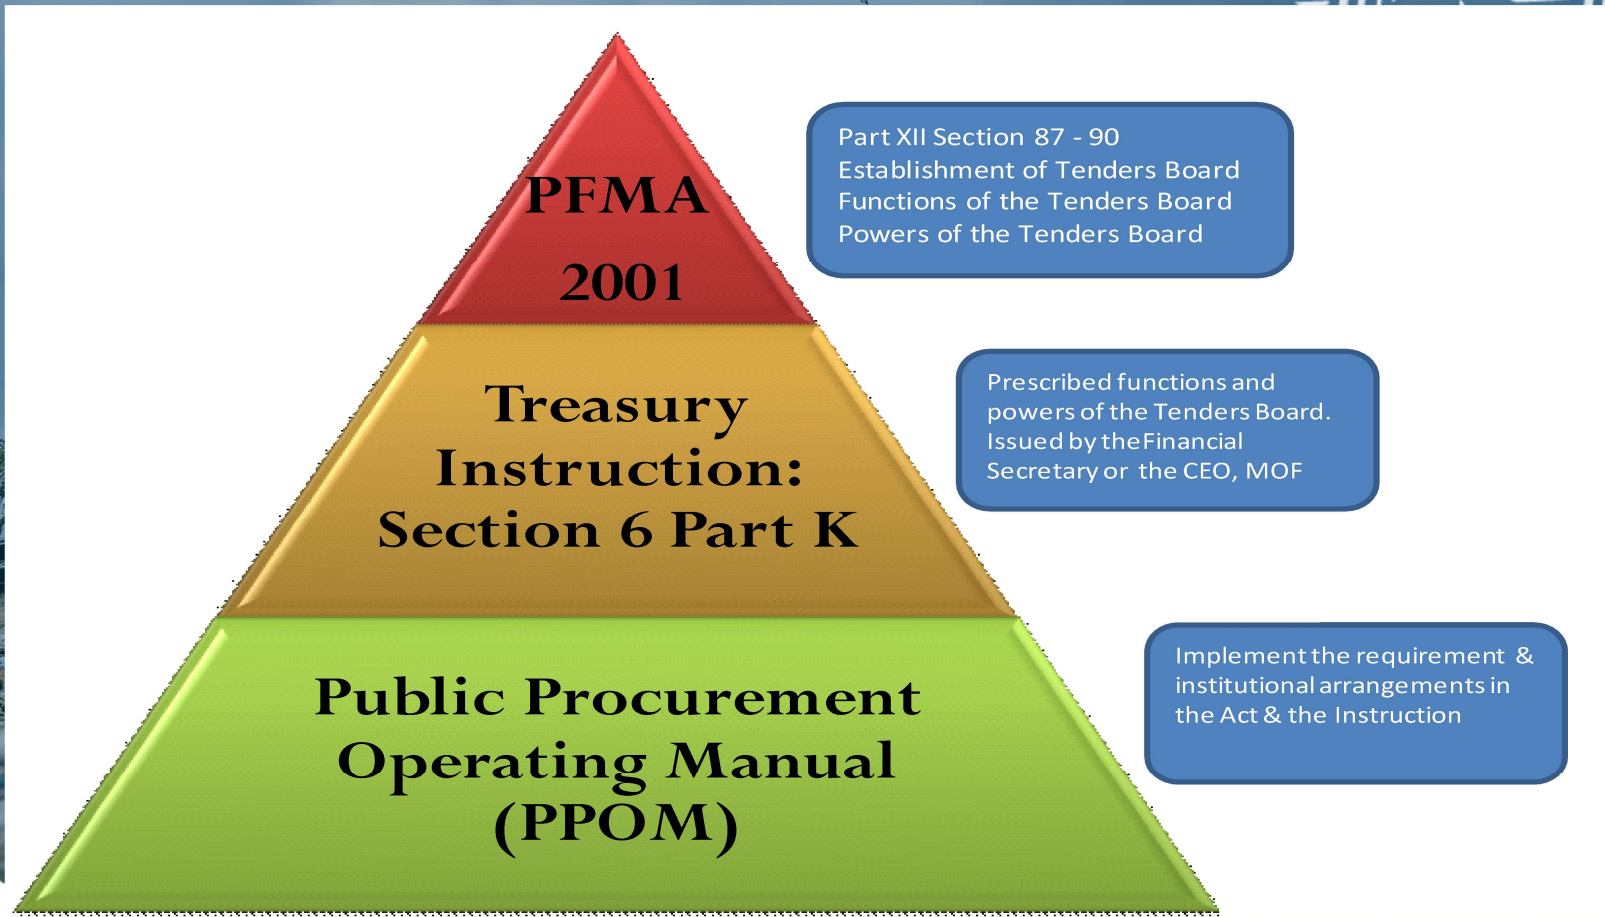 PFMA
2001
Part XII Section 87 - 90
Establishment of Tenders Board
Functions of the Tenders Board
Powers of the Tenders Board
Treasury
Instruction:
Section 6 Part K
Prescribed functions and
powers of the Tenders Board.
Issued by theFinancial
Secretary or the CEO, MOF
Public Procurement
Operating Manual
(PPOM)
Implement the requirement &
institutional arrangements in
the Act & the Instruction